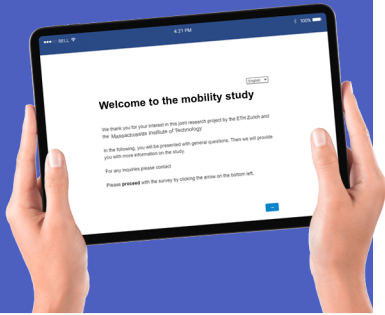 BELL 4:21 PM 100%
English
Welcome to the mobility study
We thank you for your interest in this joint research project by the ETH Zurich and
the Massachusetts Institute of Technology
In the following, you will be presented with general questions. Then we will provide
you with more information on the study.
For any inquiries please contact
Please proceed with the survey by clicking the arrow on the bottom left.